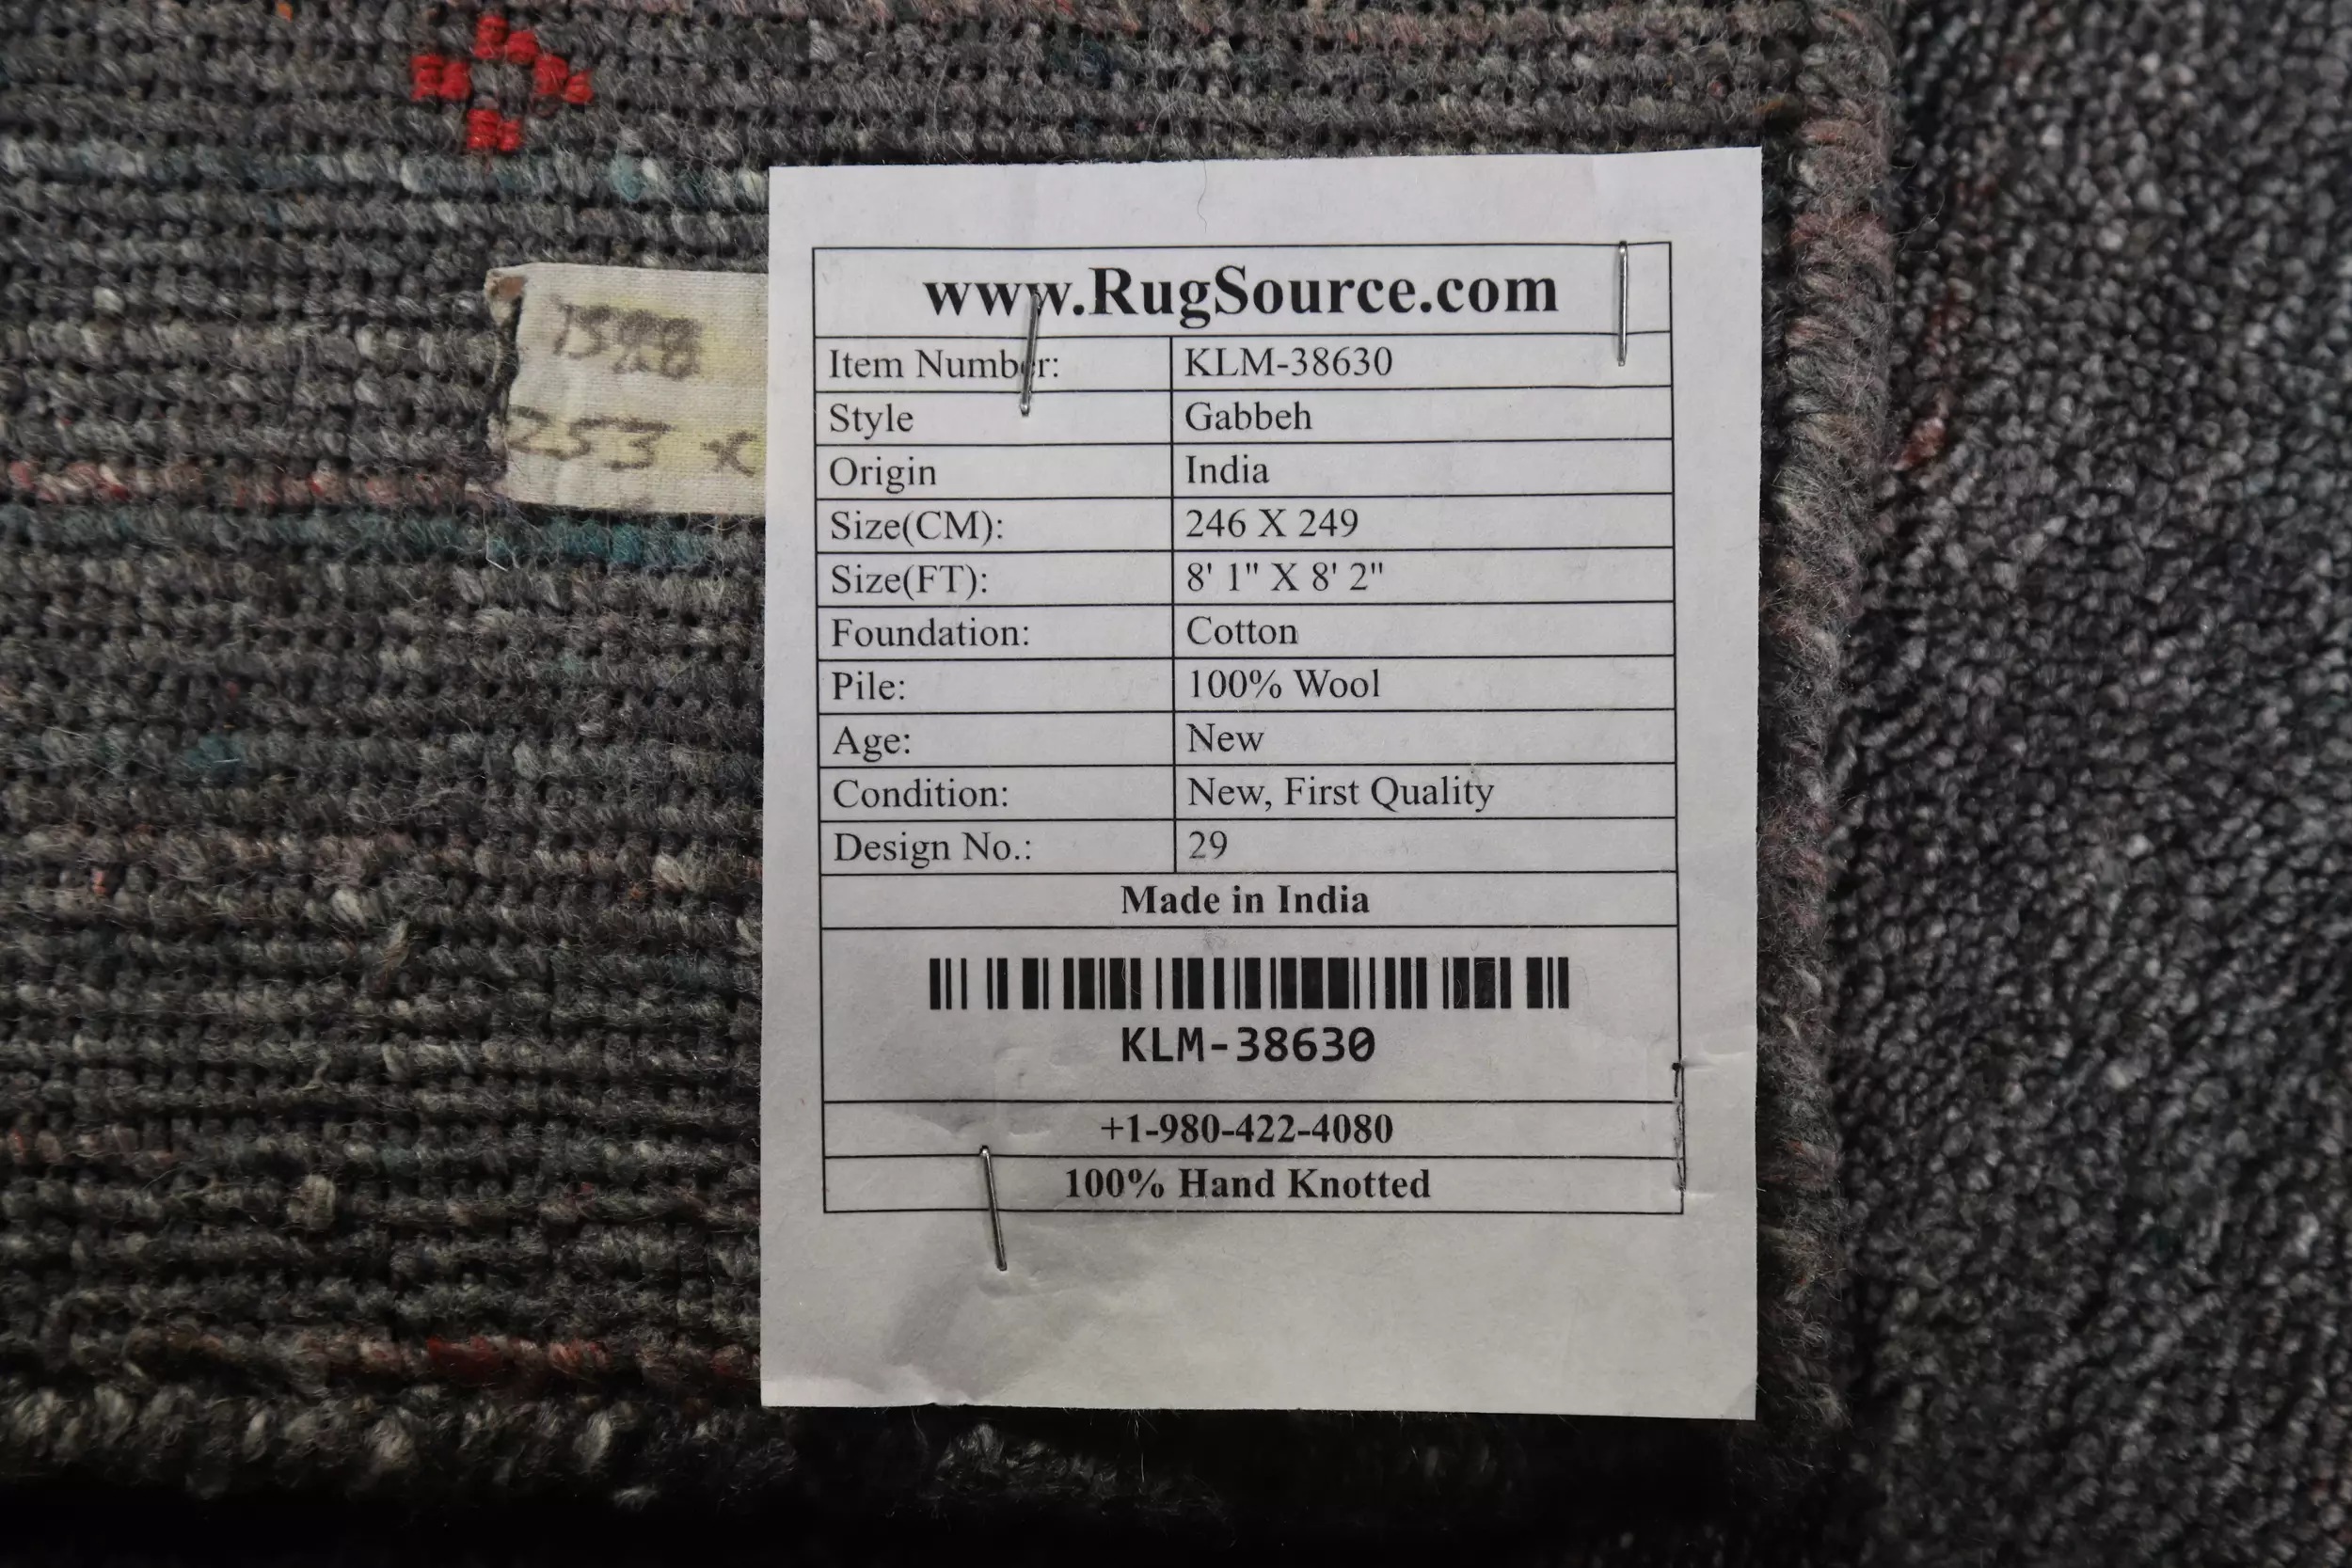 www.RugSource.com
Item Number: KLM-38630
Style Gabbeh
Origin India
Size(CM): 246 X 249
Size(FT): 8' 1" X 8' 2"
Foundation: Cotton
Pile: 100% Wool
Age: New
Condition: New, First Quality
Design No.: 29
Made in India
KLM-38630
+1-980-422-4080
100% Hand Knotted
253 x